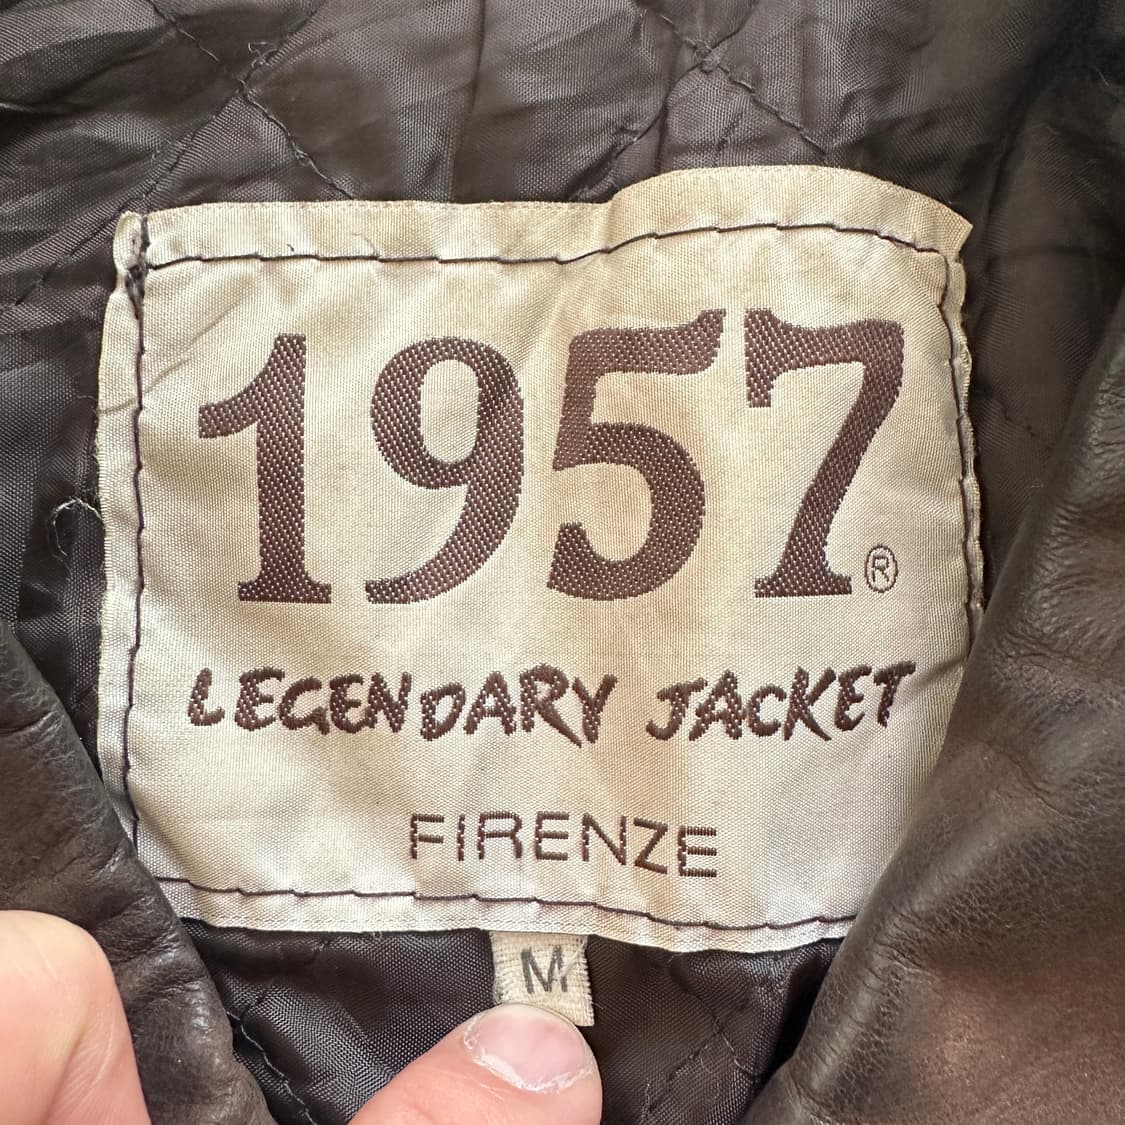 1957®
LEGENDARY JACKET
FIRENZE
M